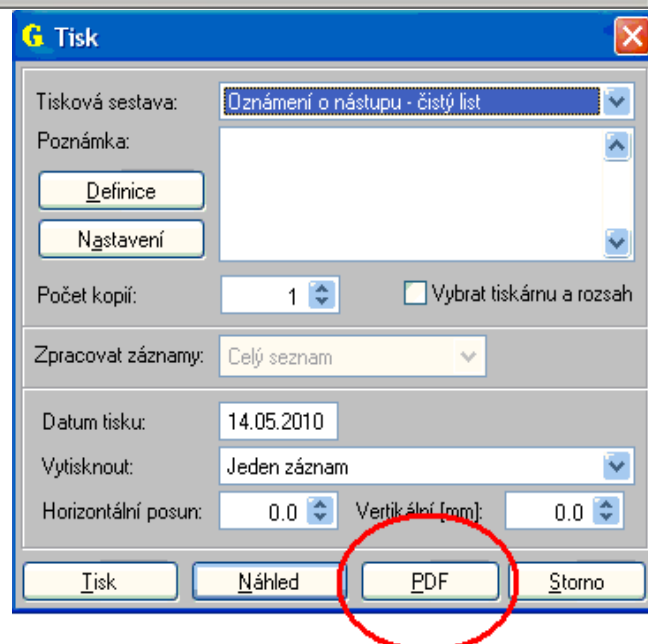 G Tisk
Tisková sestava: Oznámení o nástupu - čistý list
Poznámka:
Definice
Nastavení
Počet kopií: 1 Vybrat tiskárnu a rozsah
Zpracovat záznamy: Celý seznam
Datum tisku: 14.05.2010
Vytisknout: Jeden záznam
Horizontální posun: 0.0 Vertikální [mm]: 0.0
Tisk Náhled PDF Storno